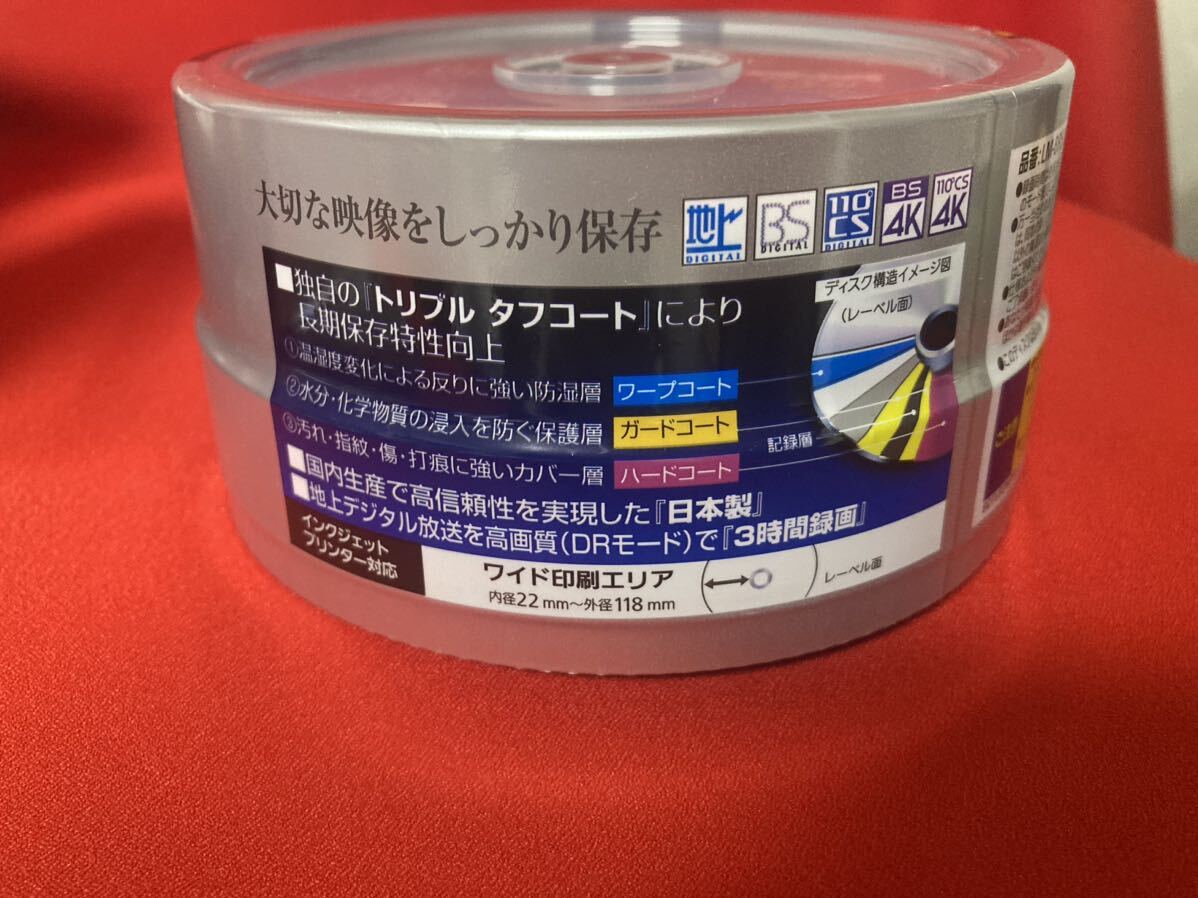 大切な映像をしっかり保存
地上 DIGITAL
BS DIGITAL
110°CS DIGITAL
BS 4K
110°CS 4K
■独自の『トリプル タフコート』により
長期保存特性向上
①温湿度変化による反りに強い防湿層 ワープコート
②水分・化学物質の浸入を防ぐ保護層 ガードコート
③汚れ・指紋・傷・打痕に強いカバー層 ハードコート
ディスク構造イメージ図
(レーベル面)
記録層
■国内生産で高信頼性を実現した『日本製』
■地上デジタル放送を高画質(DRモード)で『3時間録画』
インクジェット
プリンター対応
ワイド印刷エリア
内径22mm～外径118mm
レーベル面
品番:LM-